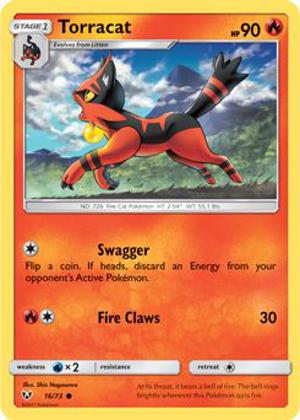 STAGE 1
Torracat
HP 90
Evolves from Litten
NO. 726 Fire Cat Pokémon HT: 2'04" WT: 55.1 lbs.
Swagger
Flip a coin. If heads, discard an Energy from your
opponent's Active Pokémon.
Fire Claws 30
weakness ×2 resistance retreat
Illus. Shin Nagasawa
16/73
©2017 Pokémon
At its throat, it bears a bell of fire. The bell rings
brightly whenever this Pokémon spits fire.